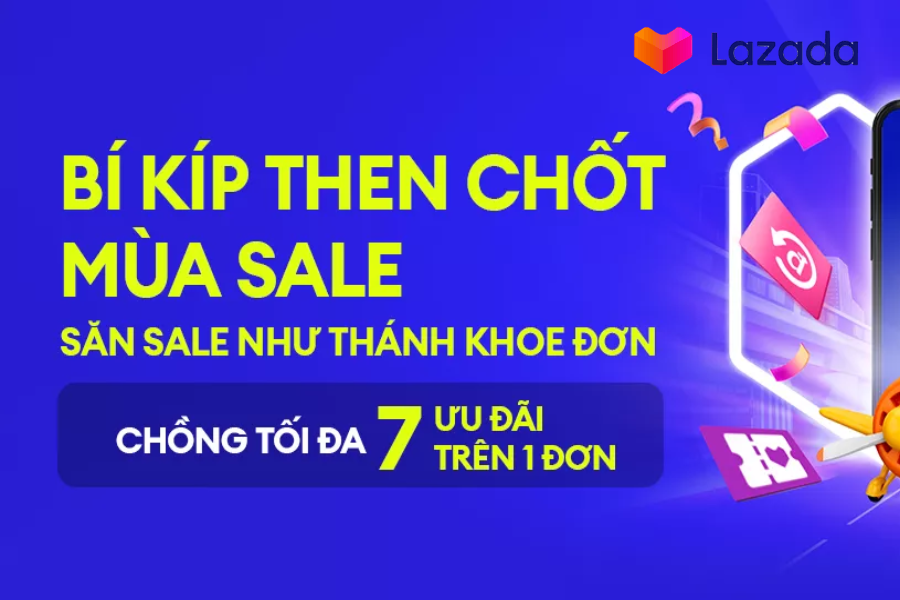 Lazada
BÍ KÍP THEN CHỐT
MÙA SALE
SĂN SALE NHƯ THÁNH KHOE ĐƠN
CHỒNG TỐI ĐA 7 ƯU ĐÃI
TRÊN 1 ĐƠN